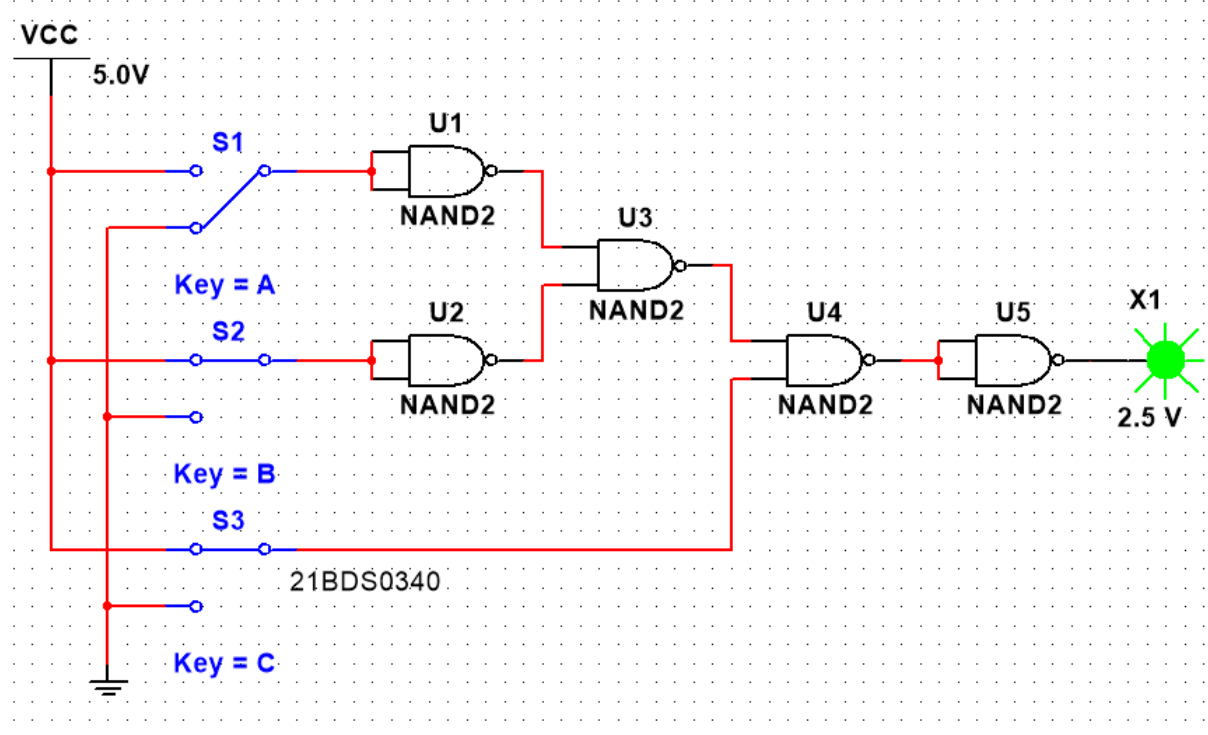 VCC
5.0V
S1
U1
NAND2
U3
Key = A
NAND2
X1
S2
U2
U4
U5
NAND2
NAND2
NAND2
2.5 V
Key = B
S3
21BDS0340
Key = C